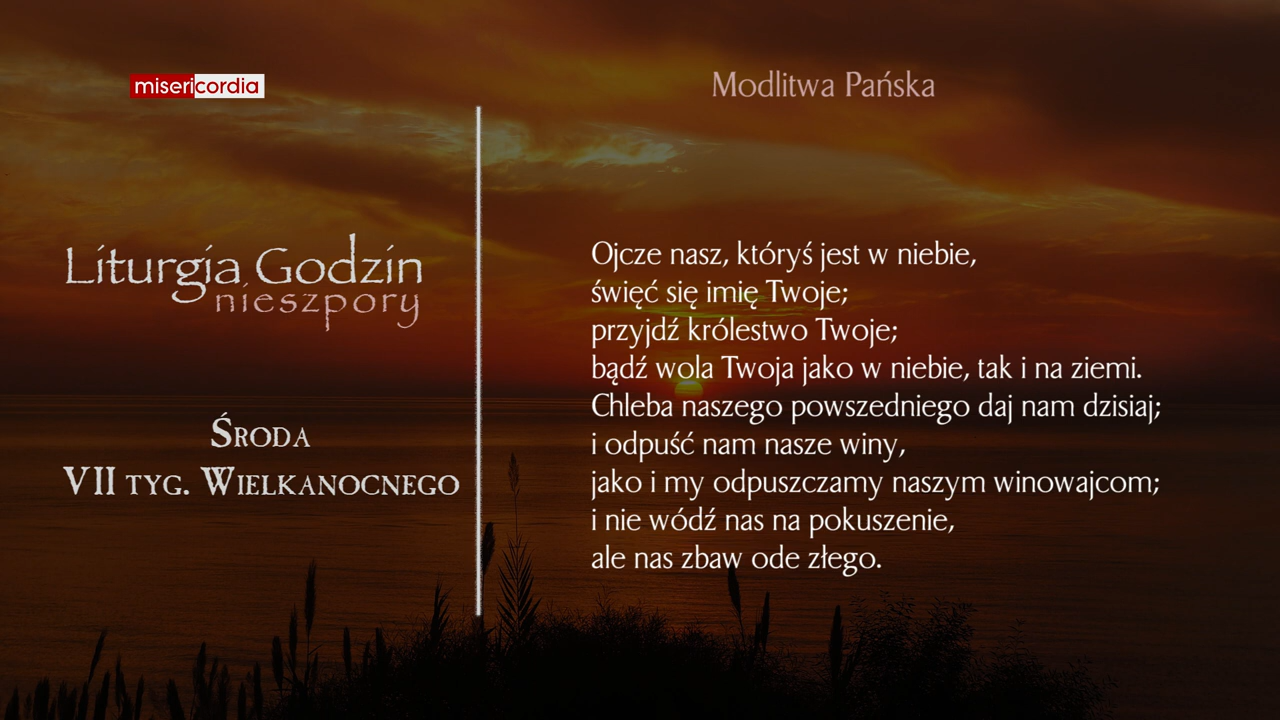 misericordia
Liturgia Godzin
nieszpory
Środa
VII tyg. Wielkanocnego
Modlitwa Pańska
Ojcze nasz, któryś jest w niebie,
święć się imię Twoje;
przyjdź królestwo Twoje;
bądź wola Twoja jako w niebie, tak i na ziemi.
Chleba naszego powszedniego daj nam dzisiaj;
i odpuść nam nasze winy,
jako i my odpuszczamy naszym winowajcom;
i nie wódź nas na pokuszenie,
ale nas zbaw ode złego.